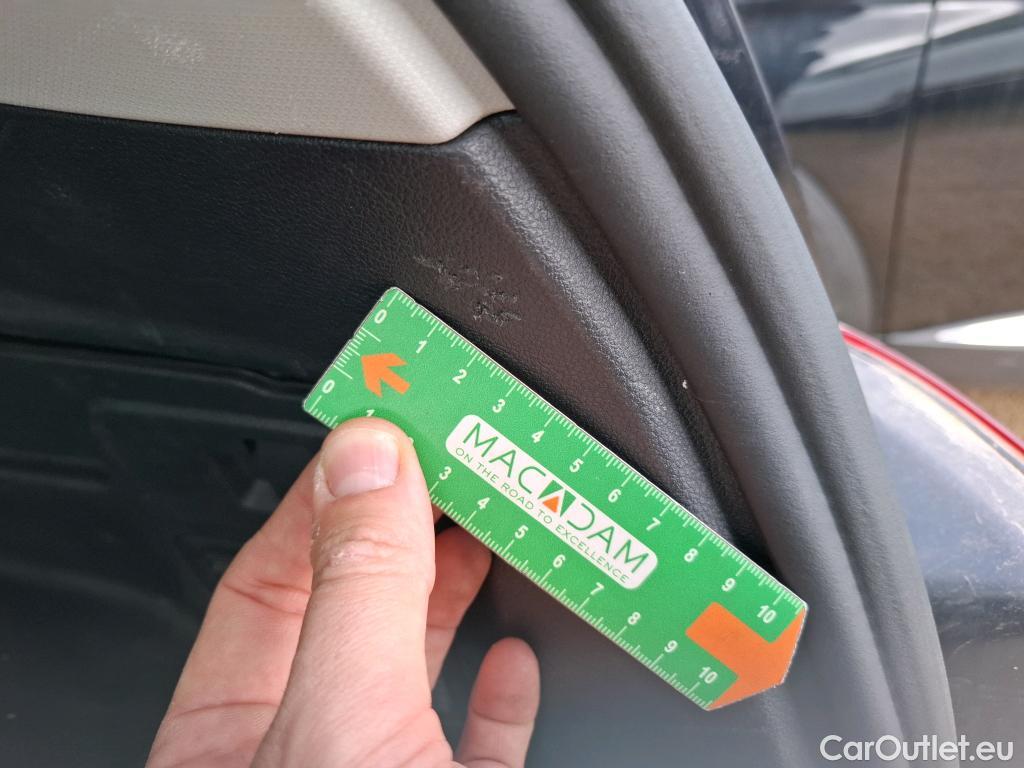 0 1 2 3 4 5 6 7 8 9 10
MACADAM
ON THE ROAD TO EXCELLENCE
0 1 3 4 5 6 7 8 9 10
CarOutlet.eu